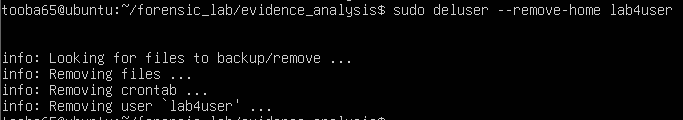 tooba65@ubuntu:~/forensic_lab/evidence_analysis$ sudo deluser --remove-home lab4user
info: Looking for files to backup/remove ...
info: Removing files ...
info: Removing crontab ...
info: Removing user `lab4user' ...
tooba65@ubuntu:~/forensic_lab/evidence_analysis$